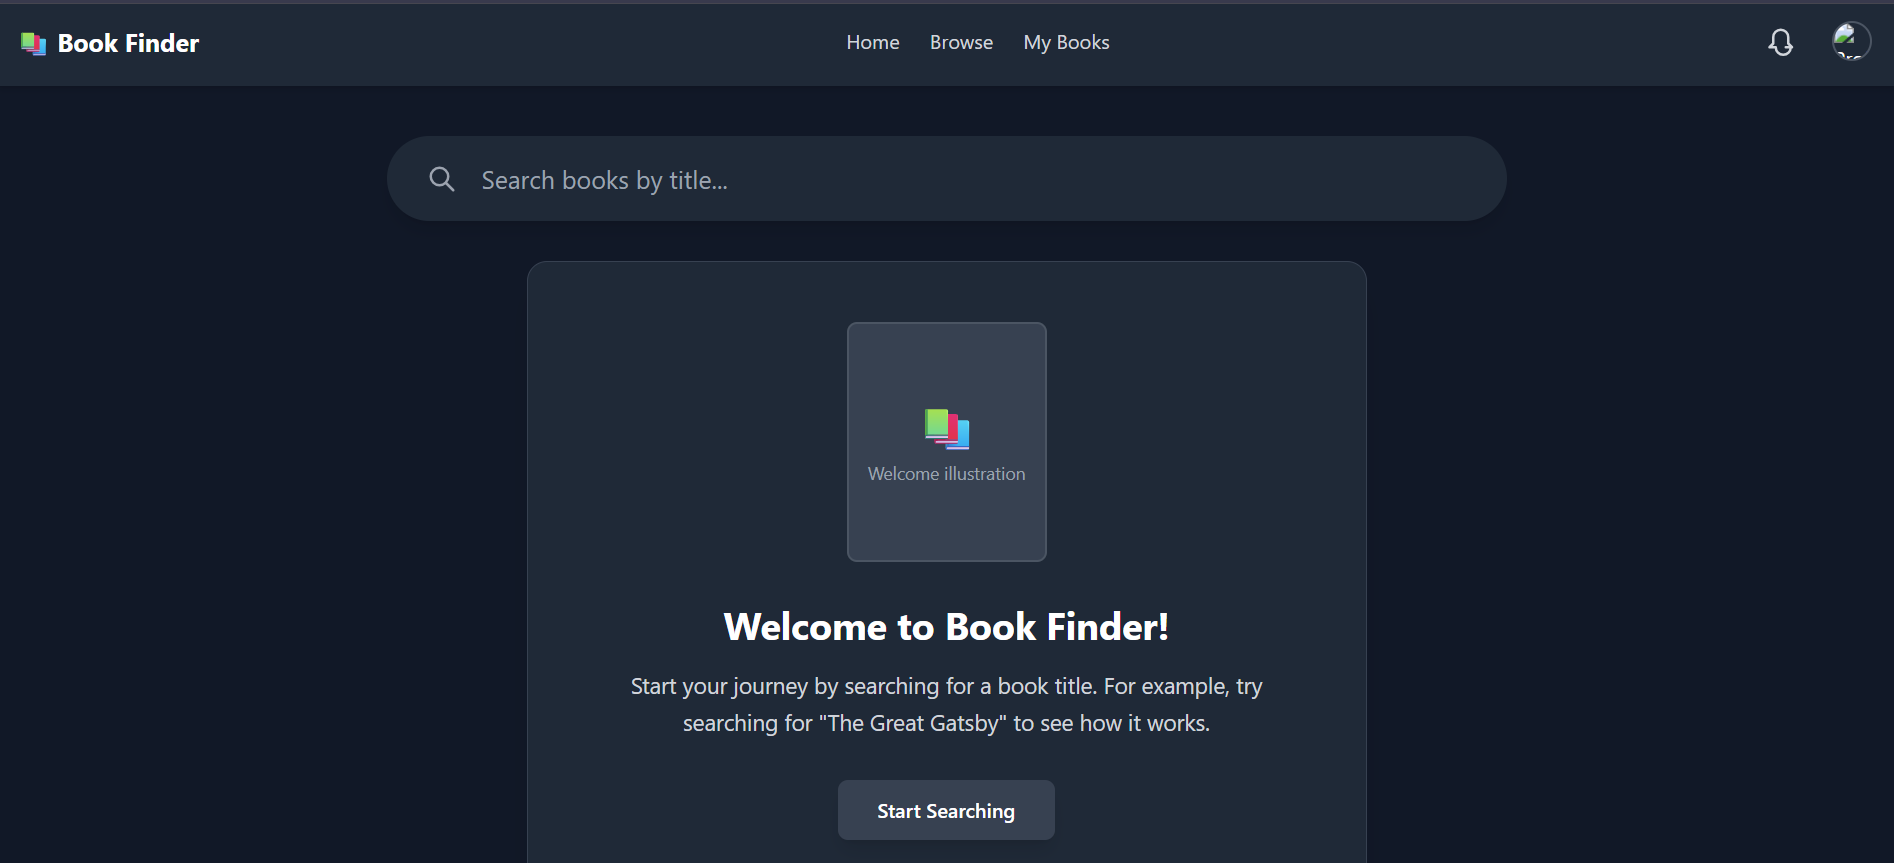 Book Finder
Home
Browse
My Books
Search books by title...
Welcome illustration
Welcome to Book Finder!
Start your journey by searching for a book title. For example, try
searching for "The Great Gatsby" to see how it works.
Start Searching